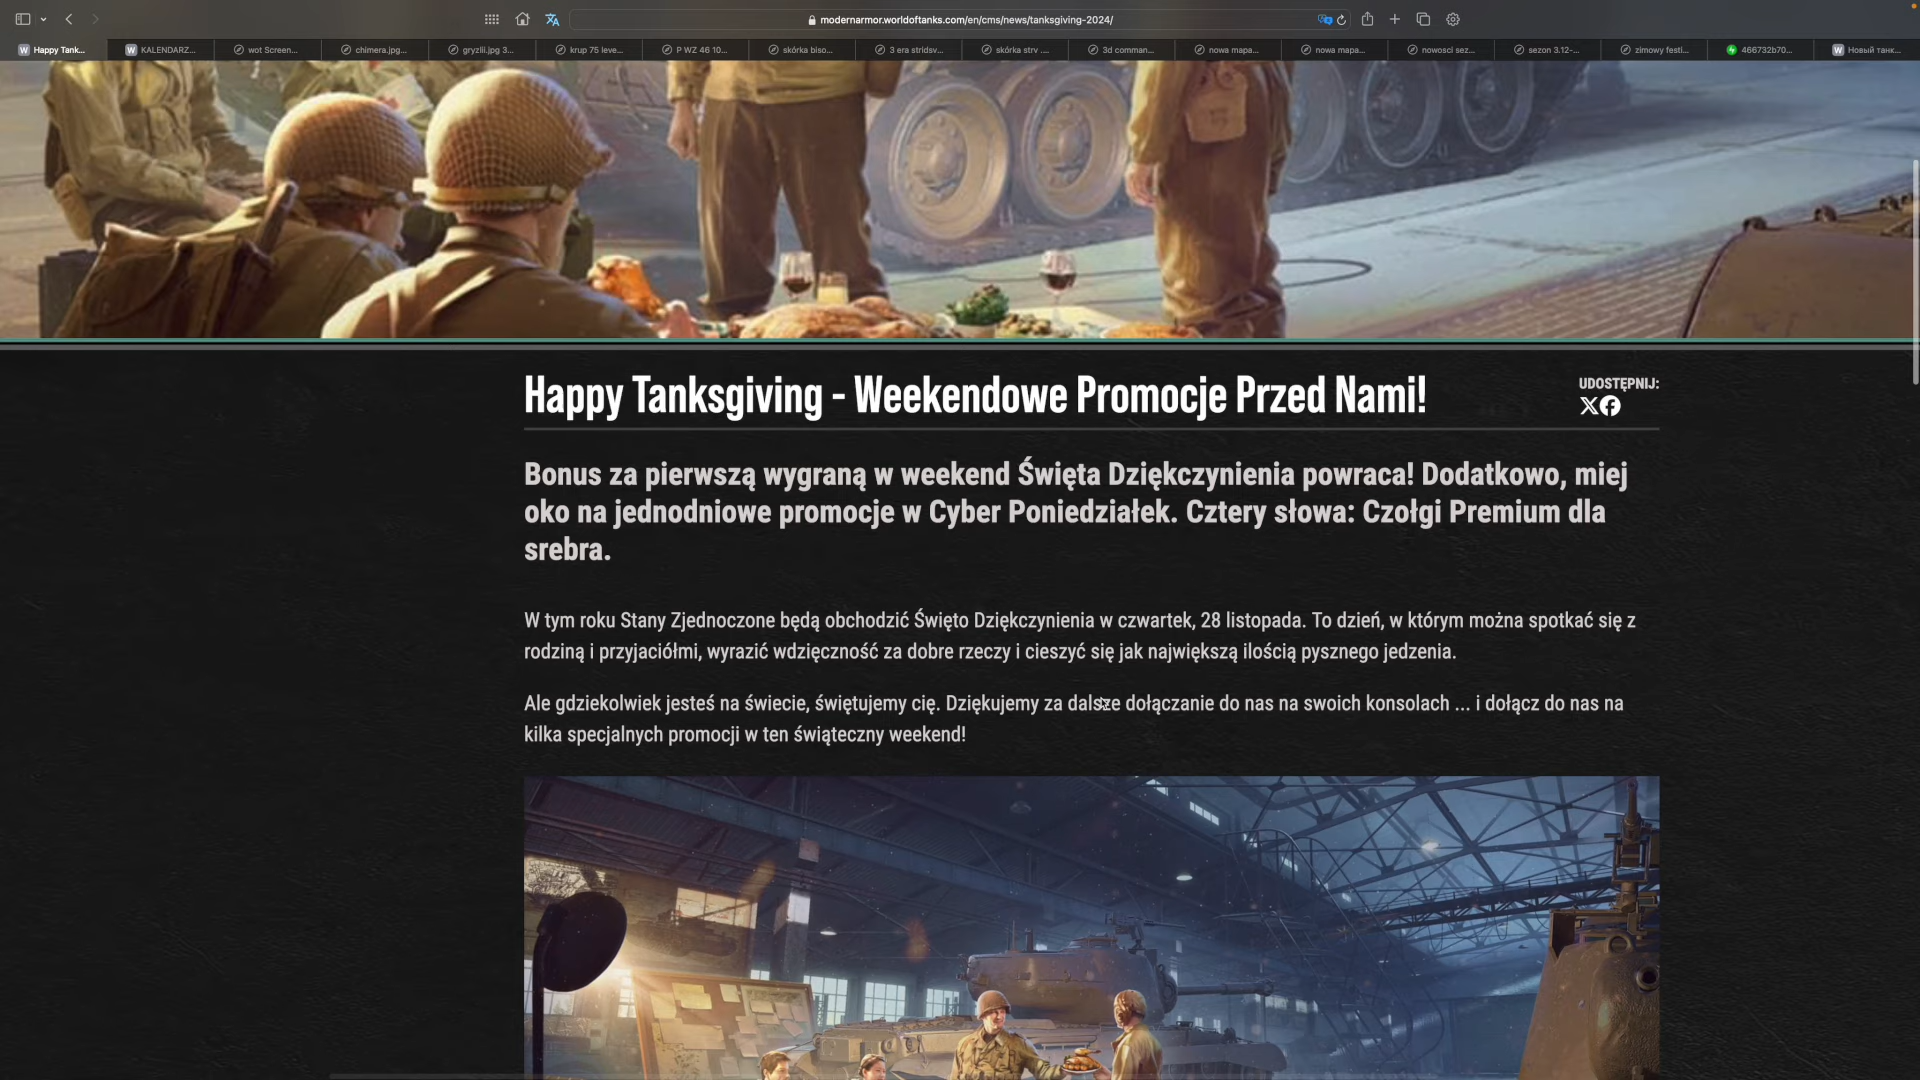 modernarmor.worldoftanks.com/en/cms/news/tanksgiving-2024/
Happy Tank...
KALENDARZ...
wot Screen...
chimera.jpg...
gryzlii.jpg 3...
krup 75 leve...
P WZ 46 10...
skórka biso...
3 era stridsv...
skórka strv ....
3d comman...
nowa mapa...
nowa mapa...
nowosci sez...
sezon 3.12-...
zimowy festi...
466732b70...
Новый танк...
Happy Tanksgiving - Weekendowe Promocje Przed Nami!
UDOSTĘPNIJ:
Bonus za pierwszą wygraną w weekend Święta Dziękczynienia powraca! Dodatkowo, miej
oko na jednodniowe promocje w Cyber Poniedziałek. Cztery słowa: Czołgi Premium dla
srebra.
W tym roku Stany Zjednoczone będą obchodzić Święto Dziękczynienia w czwartek, 28 listopada. To dzień, w którym można spotkać się z
rodziną i przyjaciółmi, wyrazić wdzięczność za dobre rzeczy i cieszyć się jak największą ilością pysznego jedzenia.
Ale gdziekolwiek jesteś na świecie, świętujemy cię. Dziękujemy za dalsze dołączanie do nas na swoich konsolach ... i dołącz do nas na
kilka specjalnych promocji w ten świąteczny weekend!